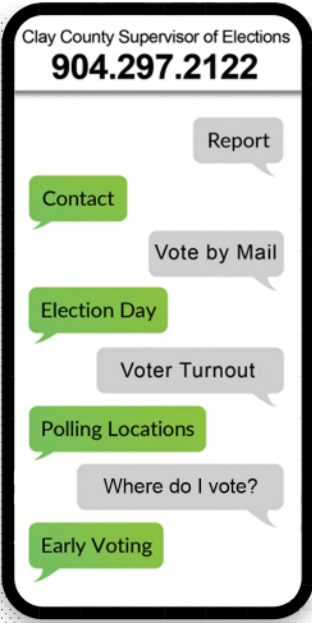 Clay County Supervisor of Elections
904.297.2122
Report
Contact
Vote by Mail
Election Day
Voter Turnout
Polling Locations
Where do I vote?
Early Voting